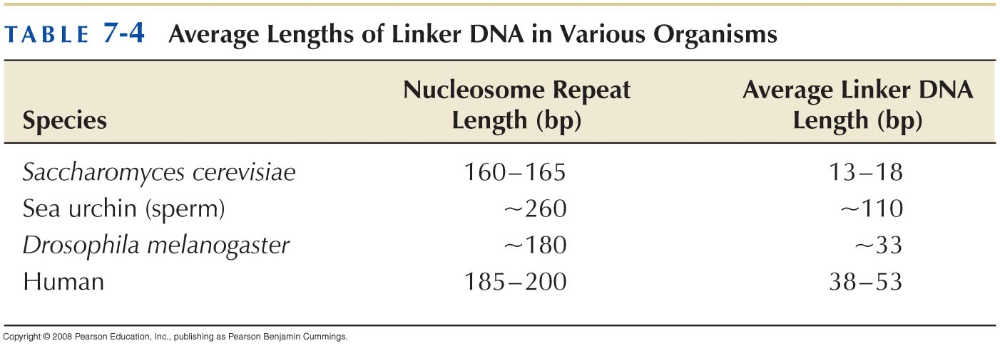 TABLE 7-4 Average Lengths of Linker DNA in Various Organisms
Species Nucleosome Repeat Length (bp) Average Linker DNA Length (bp)
Saccharomyces cerevisiae 160–165 13–18
Sea urchin (sperm) ~260 ~110
Drosophila melanogaster ~180 ~33
Human 185–200 38–53
Copyright © 2008 Pearson Education, Inc., publishing as Pearson Benjamin Cummings.